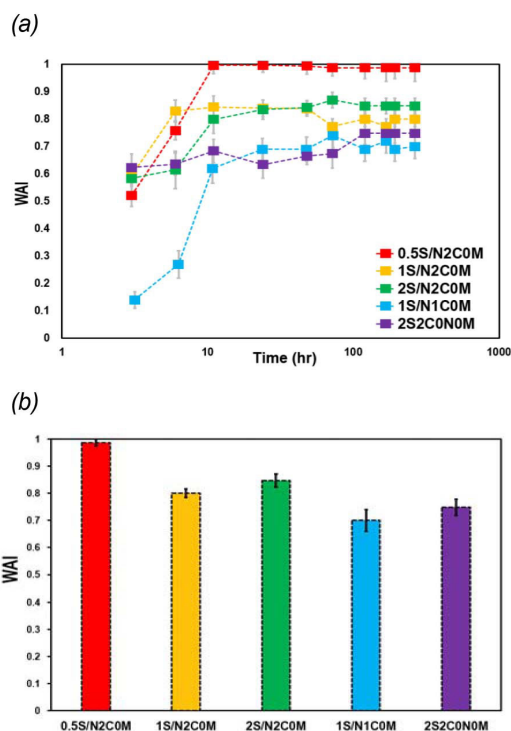 (a)
1
0.9
0.8
0.7
0.6
0.5
0.4
0.3
0.2
0.1
0
WAI
0.5S/N2C0M
1S/N2C0M
2S/N2C0M
1S/N1C0M
2S2C0N0M
1
10
100
1000
Time (hr)
(b)
1
0.9
0.8
0.7
0.6
0.5
0.4
0.3
0.2
0.1
0
WAI
0.5S/N2C0M
1S/N2C0M
2S/N2C0M
1S/N1C0M
2S2C0N0M